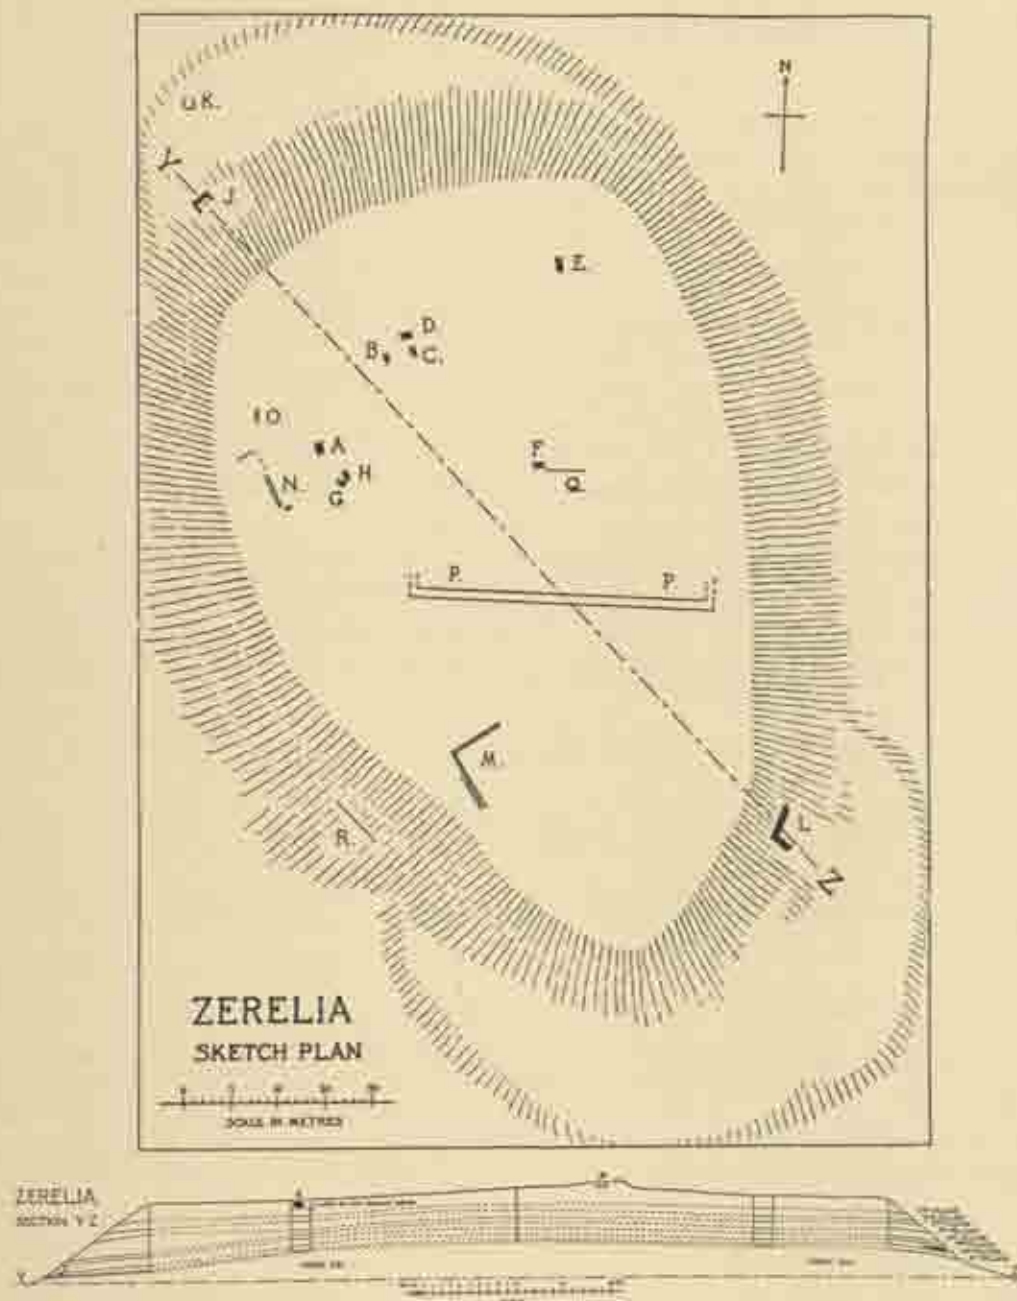 N
K.
Y
J.
E.
D.
B.
C.
O.
A
H
N.
G
F
Q.
P. P.
M.
L
R.
Z
ZERELIA
SKETCH PLAN
SCALE IN METRES
ZERELIA,
SECTION Y Z